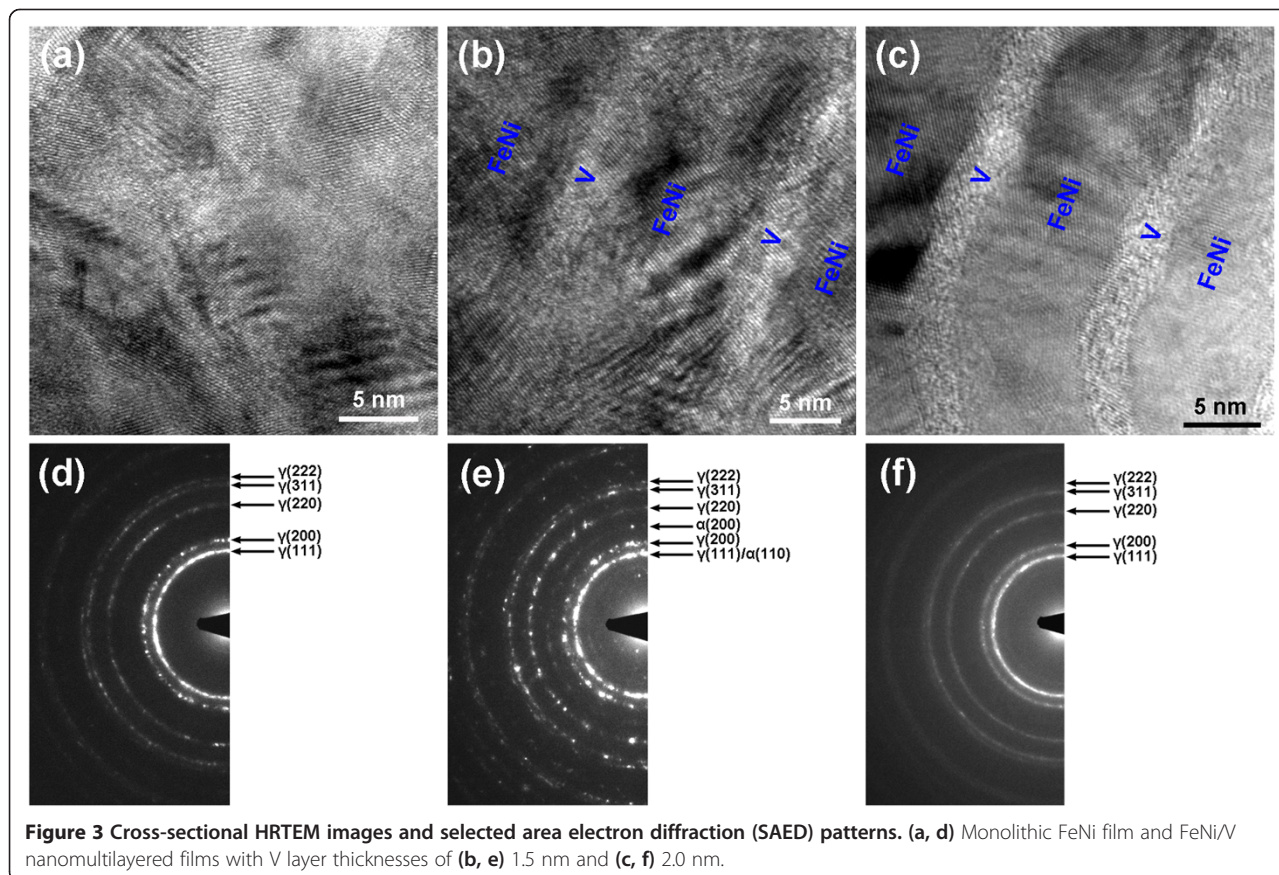 (a)
5 nm
(b)
FeNi
V
FeNi
V
FeNi
5 nm
(c)
FeNi
V
FeNi
V
FeNi
5 nm
(d)
γ(222)
γ(311)
γ(220)
γ(200)
γ(111)
(e)
γ(222)
γ(311)
γ(220)
α(200)
γ(200)
γ(111)/α(110)
(f)
γ(222)
γ(311)
γ(220)
γ(200)
γ(111)
Figure 3 Cross-sectional HRTEM images and selected area electron diffraction (SAED) patterns. (a, d) Monolithic FeNi film and FeNi/V
nanomultilayered films with V layer thicknesses of (b, e) 1.5 nm and (c, f) 2.0 nm.